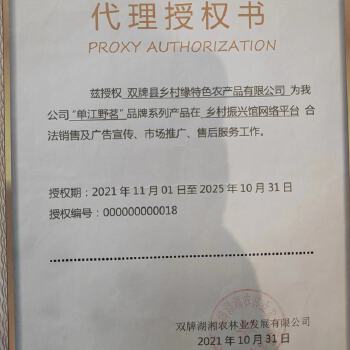 代理授权书
PROXY AUTHORIZATION
兹授权 双牌县乡村缘特色农产品有限公司 为我
公司“单江野茗”品牌系列产品在 乡村振兴馆网络平台 合
法销售及广告宣传、市场推广、售后服务工作。
授权期：2021 年 11 月 01 日至 2025 年 10 月 31 日
授权编号：000000000018
双牌湖湘农林业发展有限公司
2021 年 10 月 31 日